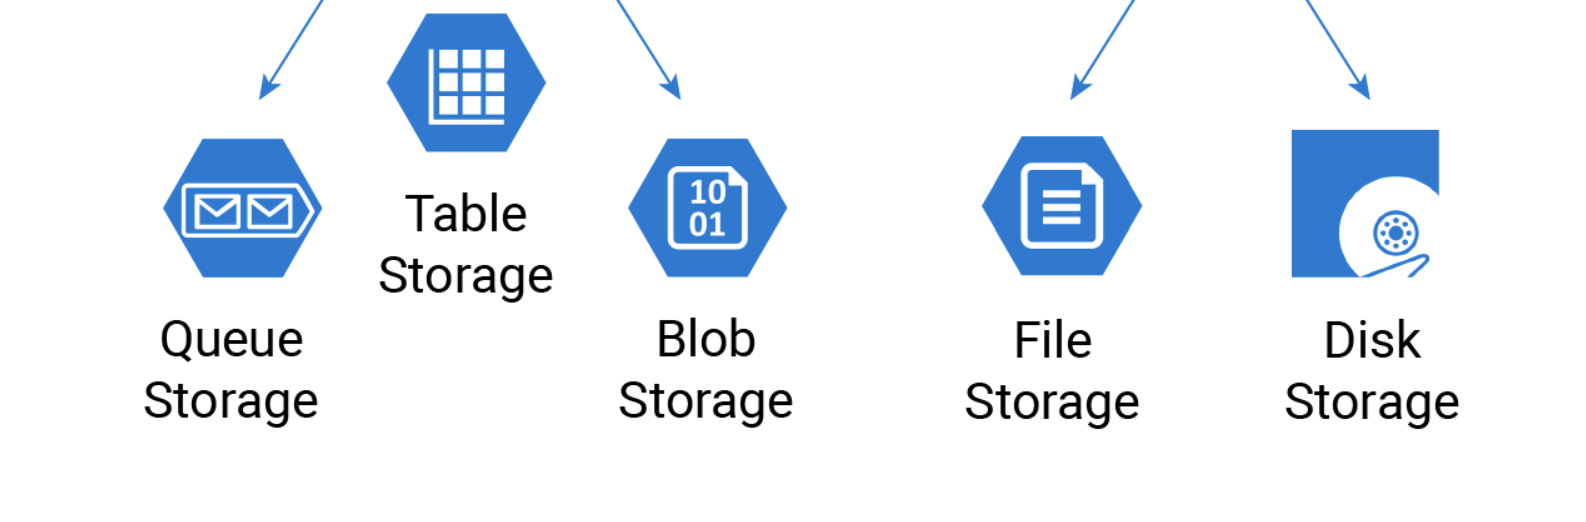 Table
Storage
10
01
Queue
Storage
Blob
Storage
File
Storage
Disk
Storage